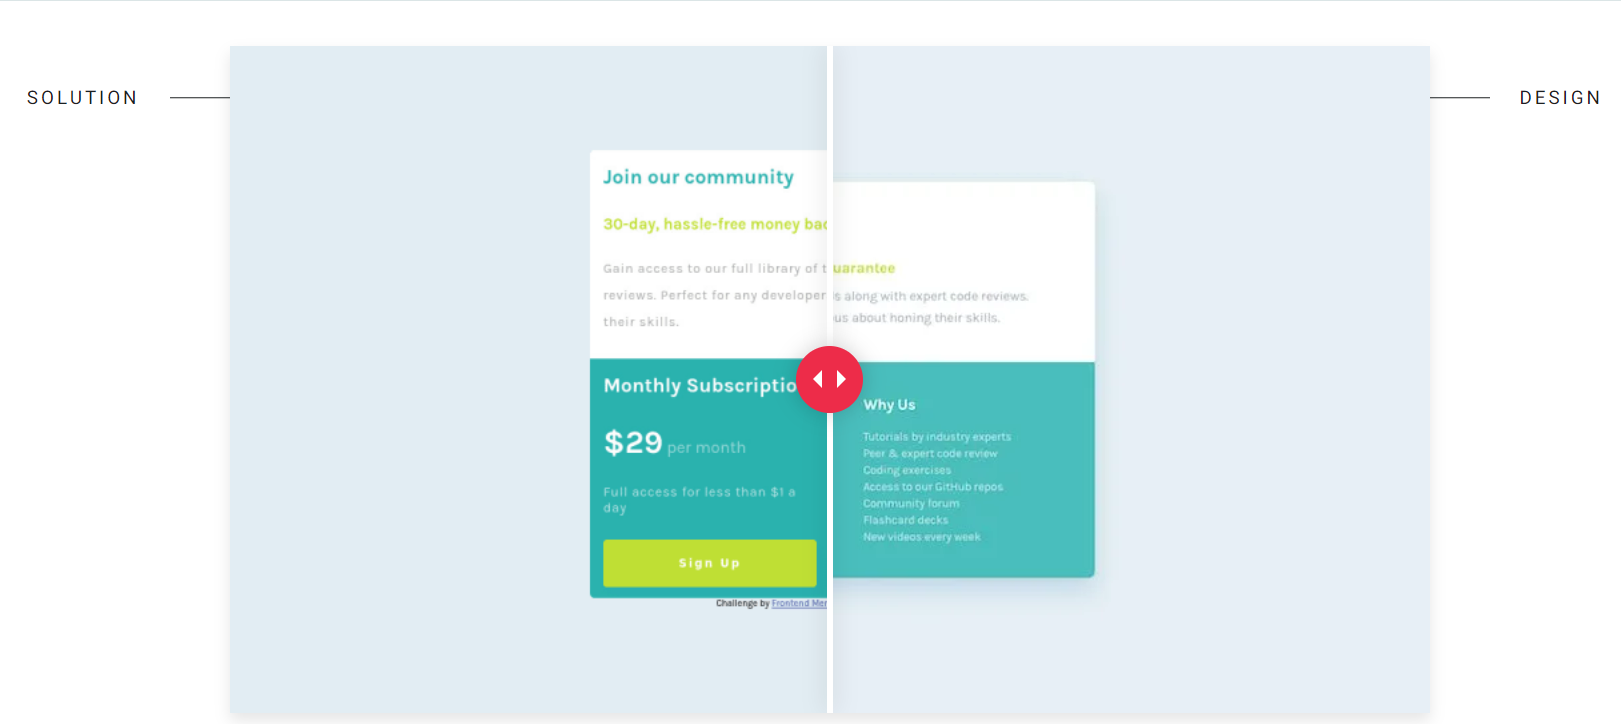 SOLUTION
DESIGN
Join our community
30-day, hassle-free money bac
Gain access to our full library of t
reviews. Perfect for any developer
their skills.
Monthly Subscriptio
$29 per month
Full access for less than $1 a
day
Sign Up
Challenge by Frontend Men
uarantee
ls along with expert code reviews.
us about honing their skills.
Why Us
Tutorials by industry experts
Peer & expert code review
Coding exercises
Access to our GitHub repos
Community forum
Flashcard decks
New videos every week